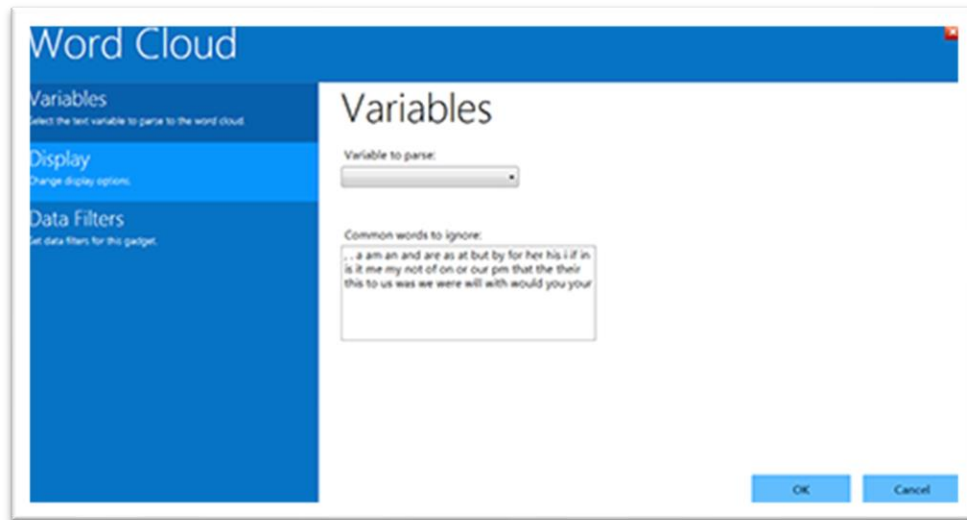 Word Cloud
Variables
Select the text variable to parse to the word cloud.
Display
Change display options.
Data Filters
Set data filters for this gadget.
Variables
Variable to parse:
Common words to ignore:
, . a am an and are as at but by for her his i if in
is it me my not of on or our pm that the their
this to us was we were will with would you your
OK
Cancel